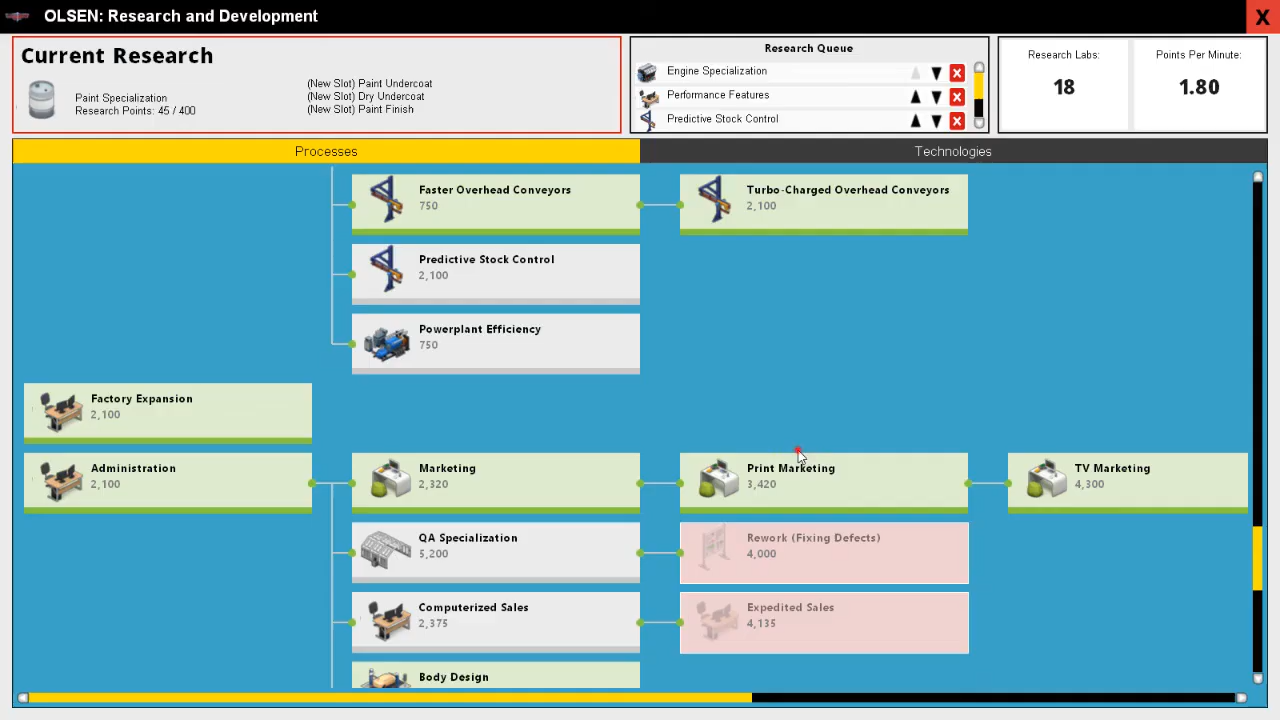 OLSEN: Research and Development
X
Current Research
Paint Specialization
Research Points: 45 / 400
(New Slot) Paint Undercoat
(New Slot) Dry Undercoat
(New Slot) Paint Finish
Research Queue
Engine Specialization
Performance Features
Predictive Stock Control
Research Labs:
18
Points Per Minute:
1.80
Processes
Technologies
Faster Overhead Conveyors
750
Turbo-Charged Overhead Conveyors
2,100
Predictive Stock Control
2,100
Powerplant Efficiency
750
Factory Expansion
2,100
Administration
2,100
Marketing
2,320
Print Marketing
3,420
TV Marketing
4,300
QA Specialization
5,200
Rework (Fixing Defects)
4,000
Computerized Sales
2,375
Expedited Sales
4,135
Body Design